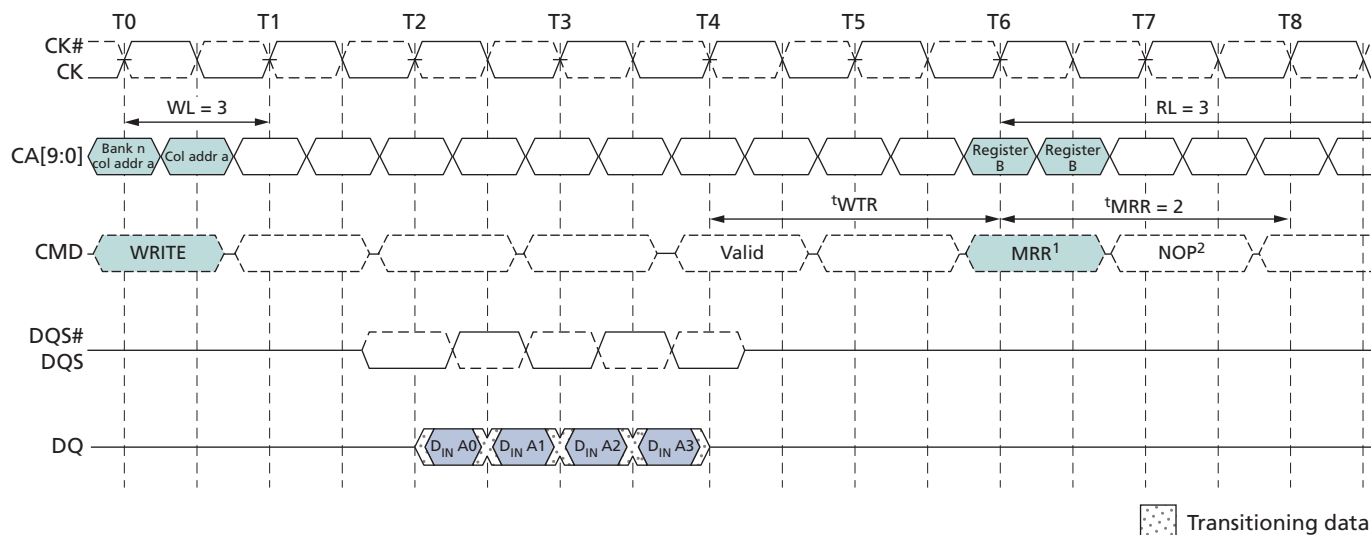 T0 T1 T2 T3 T4 T5 T6 T7 T8
CK#
CK
WL = 3
RL = 3
CA[9:0]
Bank n
col addr a
Col addr a
Register
B
Register
B
tWTR
tMRR = 2
CMD
WRITE
Valid
MRR1
NOP2
DQS#
DQS
DQ
DIN A0
DIN A1
DIN A2
DIN A3
Transitioning data